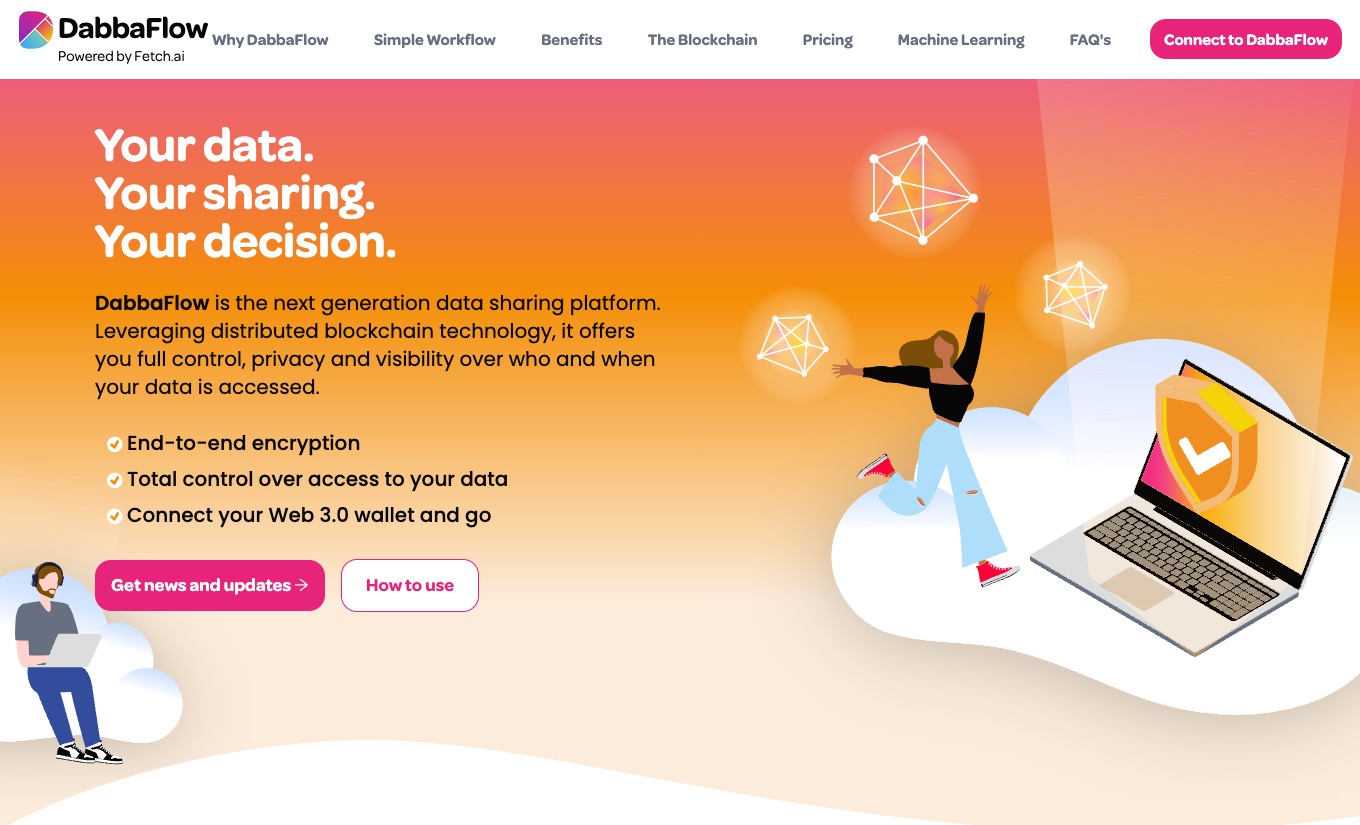 DabbaFlow
Powered by Fetch.ai
Why DabbaFlow
Simple Workflow
Benefits
The Blockchain
Pricing
Machine Learning
FAQ's
Connect to DabbaFlow
Your data.
Your sharing.
Your decision.
DabbaFlow is the next generation data sharing platform.
Leveraging distributed blockchain technology, it offers
you full control, privacy and visibility over who and when
your data is accessed.
End-to-end encryption
Total control over access to your data
Connect your Web 3.0 wallet and go
Get news and updates →
How to use